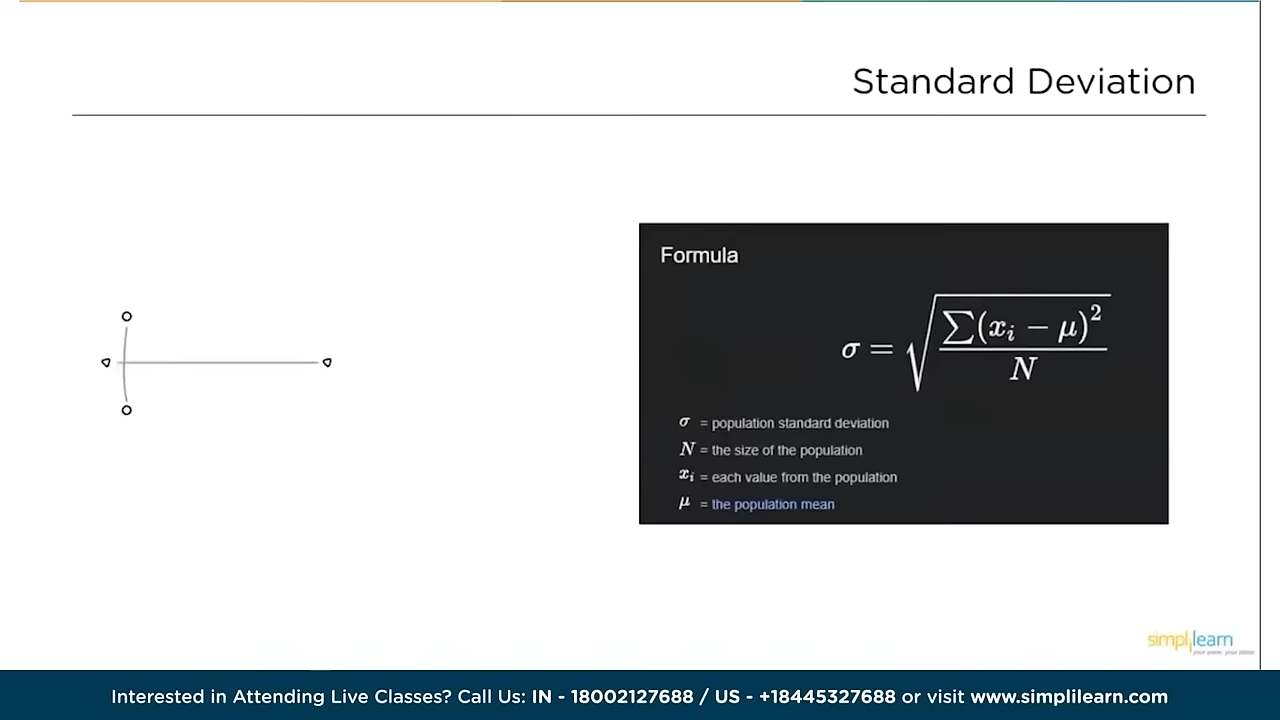 Standard Deviation
Formula
σ = √(∑(xᵢ − μ)² / N)
σ = population standard deviation
N = the size of the population
xᵢ = each value from the population
μ = the population mean
simplilearn
Interested in Attending Live Classes? Call Us: IN - 18002127688 / US - +18445327688 or visit www.simplilearn.com